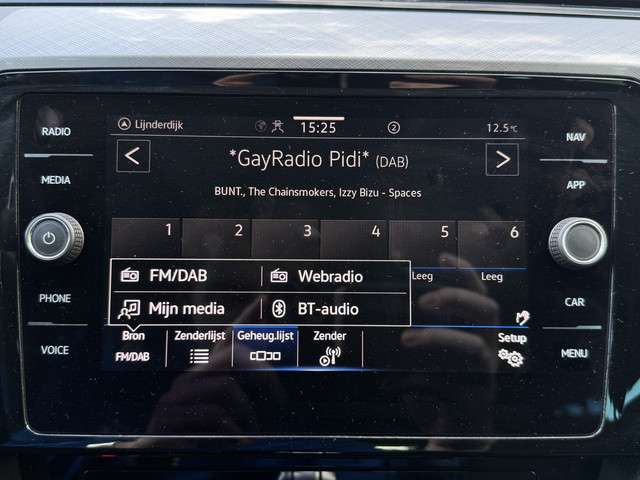 RADIO
MEDIA
PHONE
VOICE
Lijnderdijk
15:25
2
12.5°C
*GayRadio Pidi* (DAB)
BUNT., The Chainsmokers, Izzy Bizu - Spaces
1 2 3 4 5 6
Leeg Leeg
FM/DAB Webradio
Mijn media BT-audio
Bron Zenderlijst Geheug.lijst Zender Setup
FM/DAB
NAV
APP
CAR
MENU